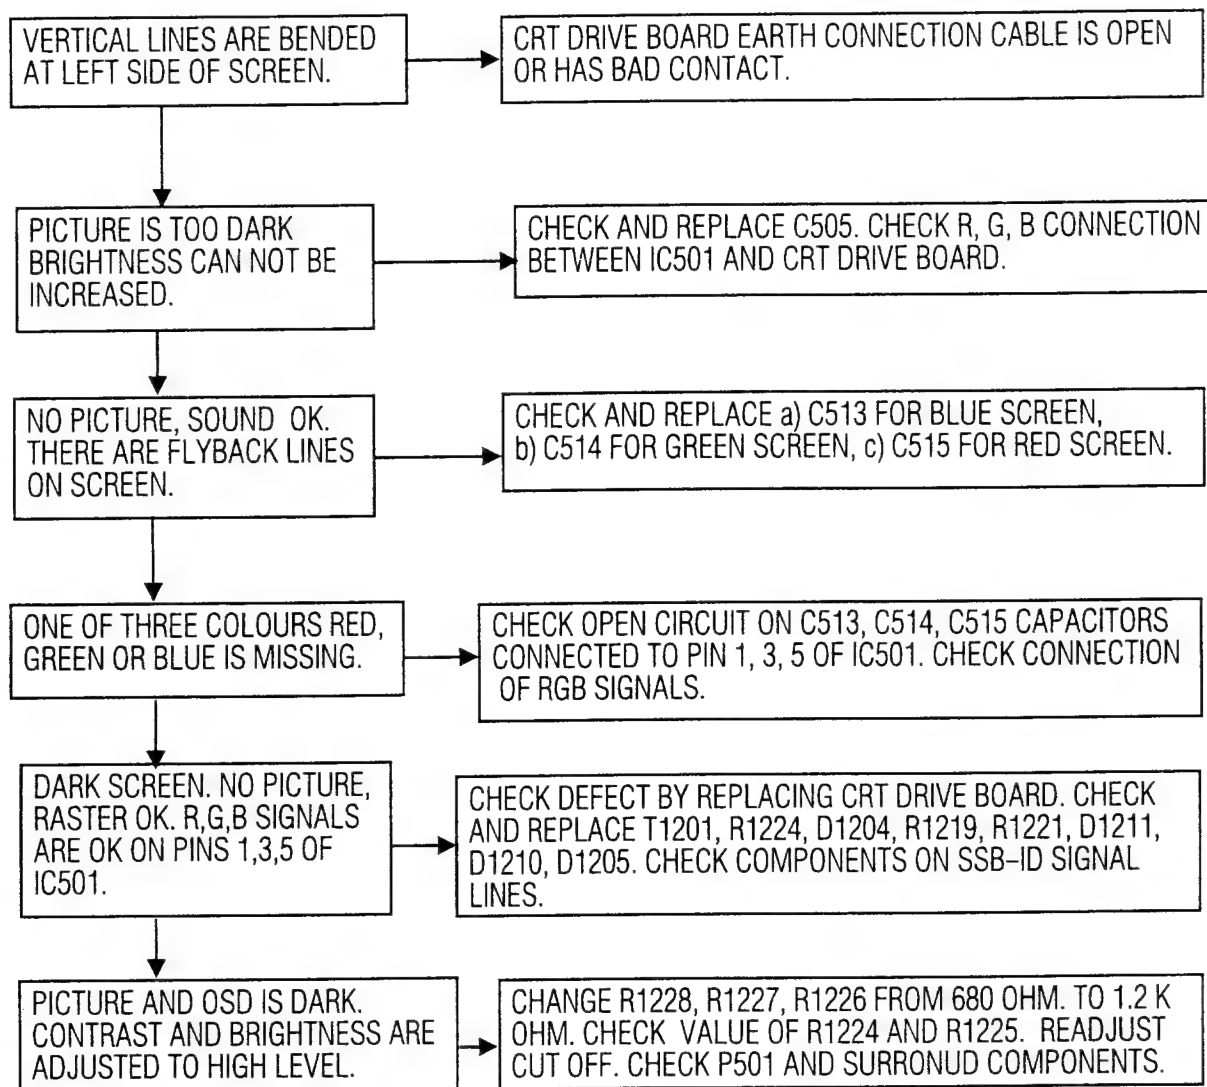 VERTICAL LINES ARE BENDED
AT LEFT SIDE OF SCREEN.
CRT DRIVE BOARD EARTH CONNECTION CABLE IS OPEN
OR HAS BAD CONTACT.
PICTURE IS TOO DARK
BRIGHTNESS CAN NOT BE
INCREASED.
CHECK AND REPLACE C505. CHECK R, G, B CONNECTION
BETWEEN IC501 AND CRT DRIVE BOARD.
NO PICTURE, SOUND OK.
THERE ARE FLYBACK LINES
ON SCREEN.
CHECK AND REPLACE a) C513 FOR BLUE SCREEN,
b) C514 FOR GREEN SCREEN, c) C515 FOR RED SCREEN.
ONE OF THREE COLOURS RED,
GREEN OR BLUE IS MISSING.
CHECK OPEN CIRCUIT ON C513, C514, C515 CAPACITORS
CONNECTED TO PIN 1, 3, 5 OF IC501. CHECK CONNECTION
OF RGB SIGNALS.
DARK SCREEN. NO PICTURE,
RASTER OK. R,G,B SIGNALS
ARE OK ON PINS 1,3,5 OF
IC501.
CHECK DEFECT BY REPLACING CRT DRIVE BOARD. CHECK
AND REPLACE T1201, R1224, D1204, R1219, R1221, D1211,
D1210, D1205. CHECK COMPONENTS ON SSB-ID SIGNAL
LINES.
PICTURE AND OSD IS DARK.
CONTRAST AND BRIGHTNESS ARE
ADJUSTED TO HIGH LEVEL.
CHANGE R1228, R1227, R1226 FROM 680 OHM. TO 1.2 K
OHM. CHECK VALUE OF R1224 AND R1225. READJUST
CUT OFF. CHECK P501 AND SURRONUD COMPONENTS.